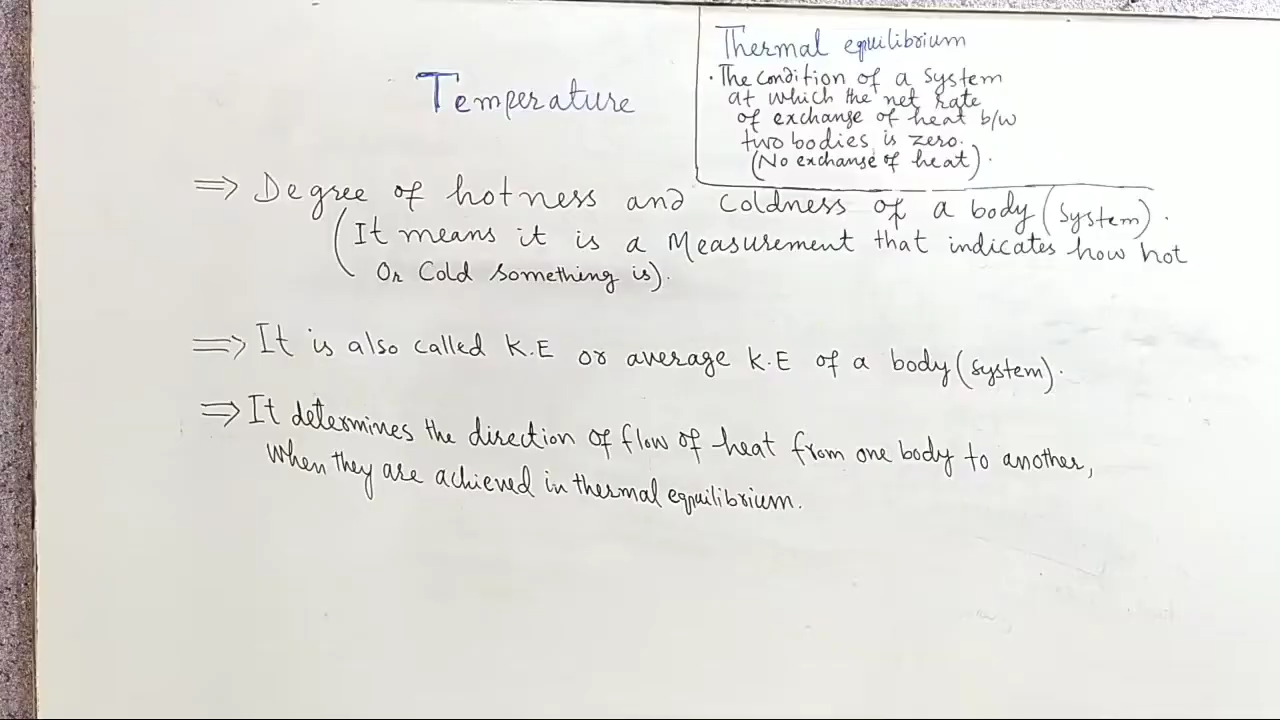 Temperature
Thermal equilibrium
• The condition of a system
at which the net rate
of exchange of heat b/w
two bodies is zero.
(No exchange of heat).
⇒ Degree of hotness and coldness of a body (system).
(It means it is a measurement that indicates how hot
Or cold something is).
⇒ It is also called K.E or average K.E of a body (system).
⇒ It determines the direction of flow of heat from one body to another,
when they are achieved in thermal equilibrium.